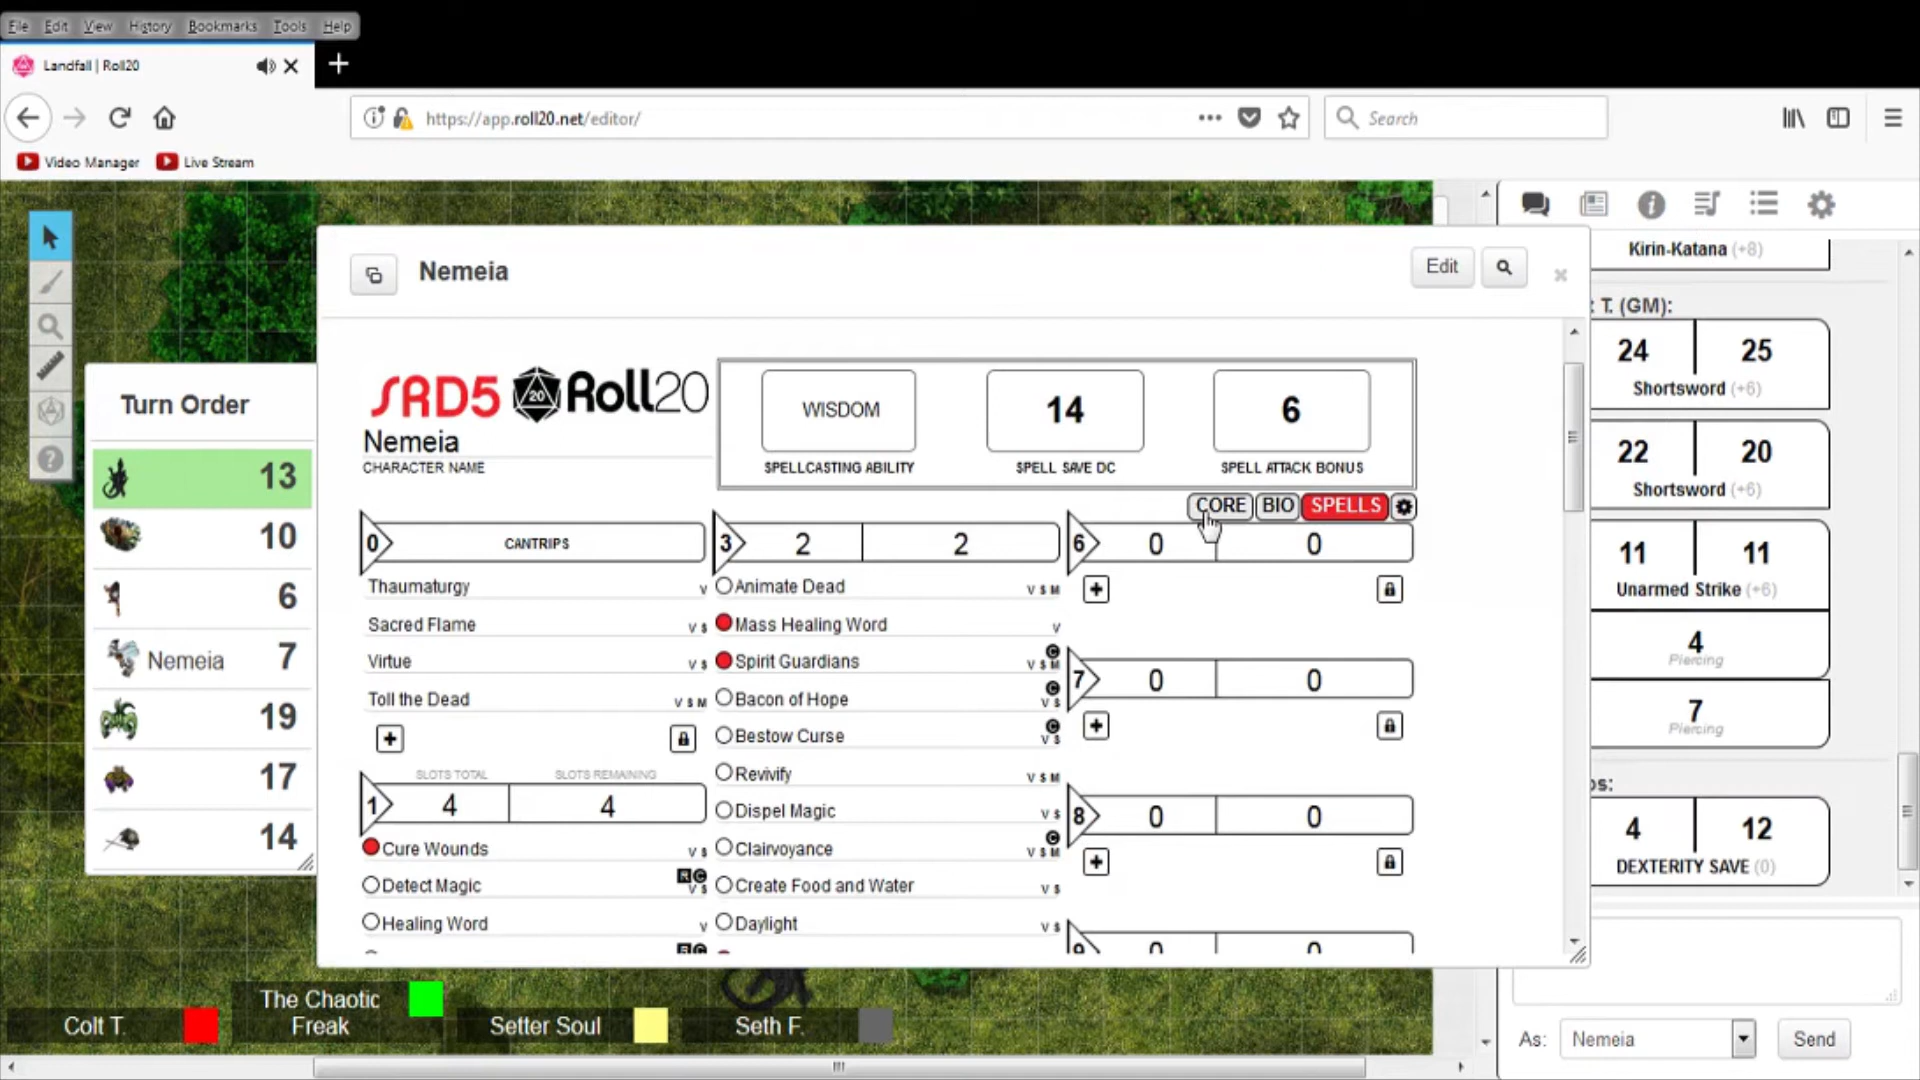 File Edit View History Bookmarks Tools Help
Landfall | Roll20
https://app.roll20.net/editor/
Search
Video Manager Live Stream
Nemeia
Edit
Kirin-Katana (+8)
T. (GM):
24 25
Shortsword (+6)
22 20
Shortsword (+6)
11 11
Unarmed Strike (+6)
4
Piercing
7
Piercing
4 12
DEXTERITY SAVE (0)
As: Nemeia Send
Turn Order
13
10
6
Nemeia 7
19
17
14
SRD5 20 Roll20
Nemeia
CHARACTER NAME
WISDOM 14 6
SPELLCASTING ABILITY SPELL SAVE DC SPELL ATTACK BONUS
CORE BIO SPELLS
0 CANTRIPS
Thaumaturgy V
Sacred Flame V S
Virtue V S
Toll the Dead V S M
SLOTS TOTAL SLOTS REMAINING
1 4 4
Cure Wounds V S
Detect Magic R C V S
Healing Word V
R C
3 2 2
Animate Dead V S M
Mass Healing Word V
Spirit Guardians C V S M
Bacon of Hope C V S
Bestow Curse C V S
Revivify V S M
Dispel Magic V S
Clairvoyance C V S M
Create Food and Water V S
Daylight V S
6 0 0
7 0 0
8 0 0
9 0 0
Colt T.
The Chaotic
Freak
Setter Soul
Seth F.